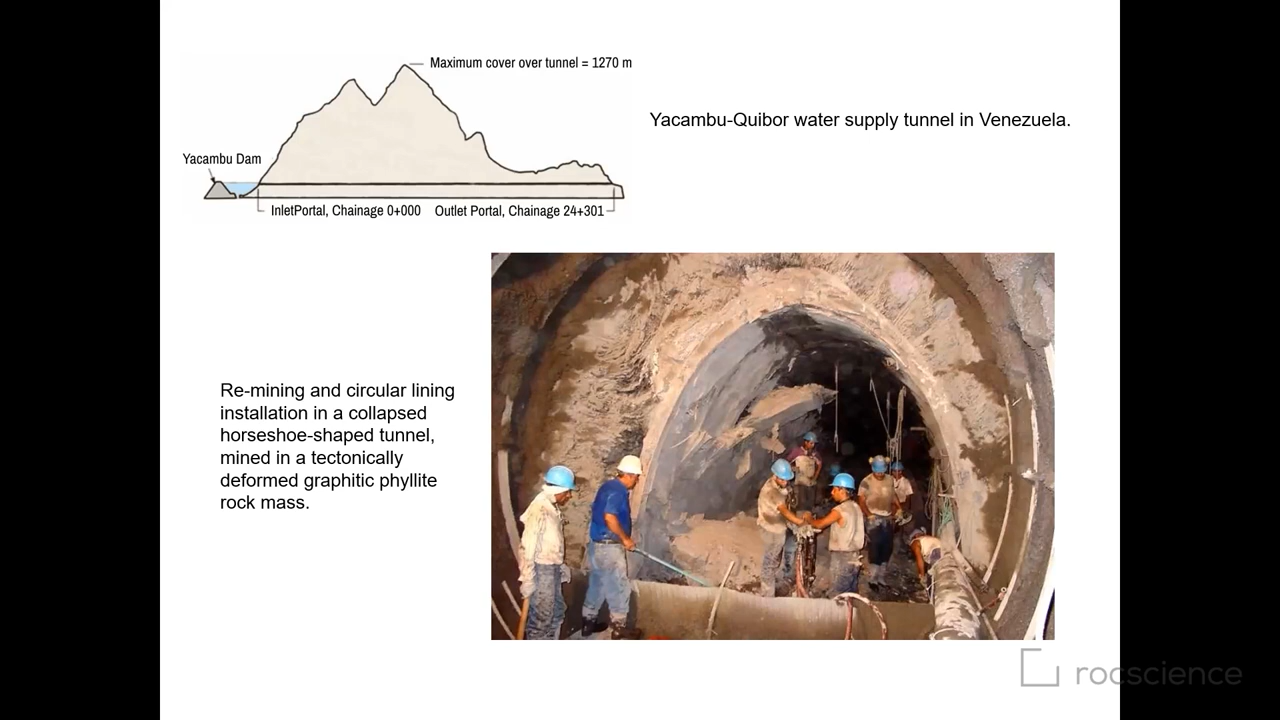 Maximum cover over tunnel = 1270 m
Yacambu-Quibor water supply tunnel in Venezuela.
Yacambu Dam
InletPortal, Chainage 0+000
Outlet Portal, Chainage 24+301
Re-mining and circular lining
installation in a collapsed
horseshoe-shaped tunnel,
mined in a tectonically
deformed graphitic phyllite
rock mass.
rocscience